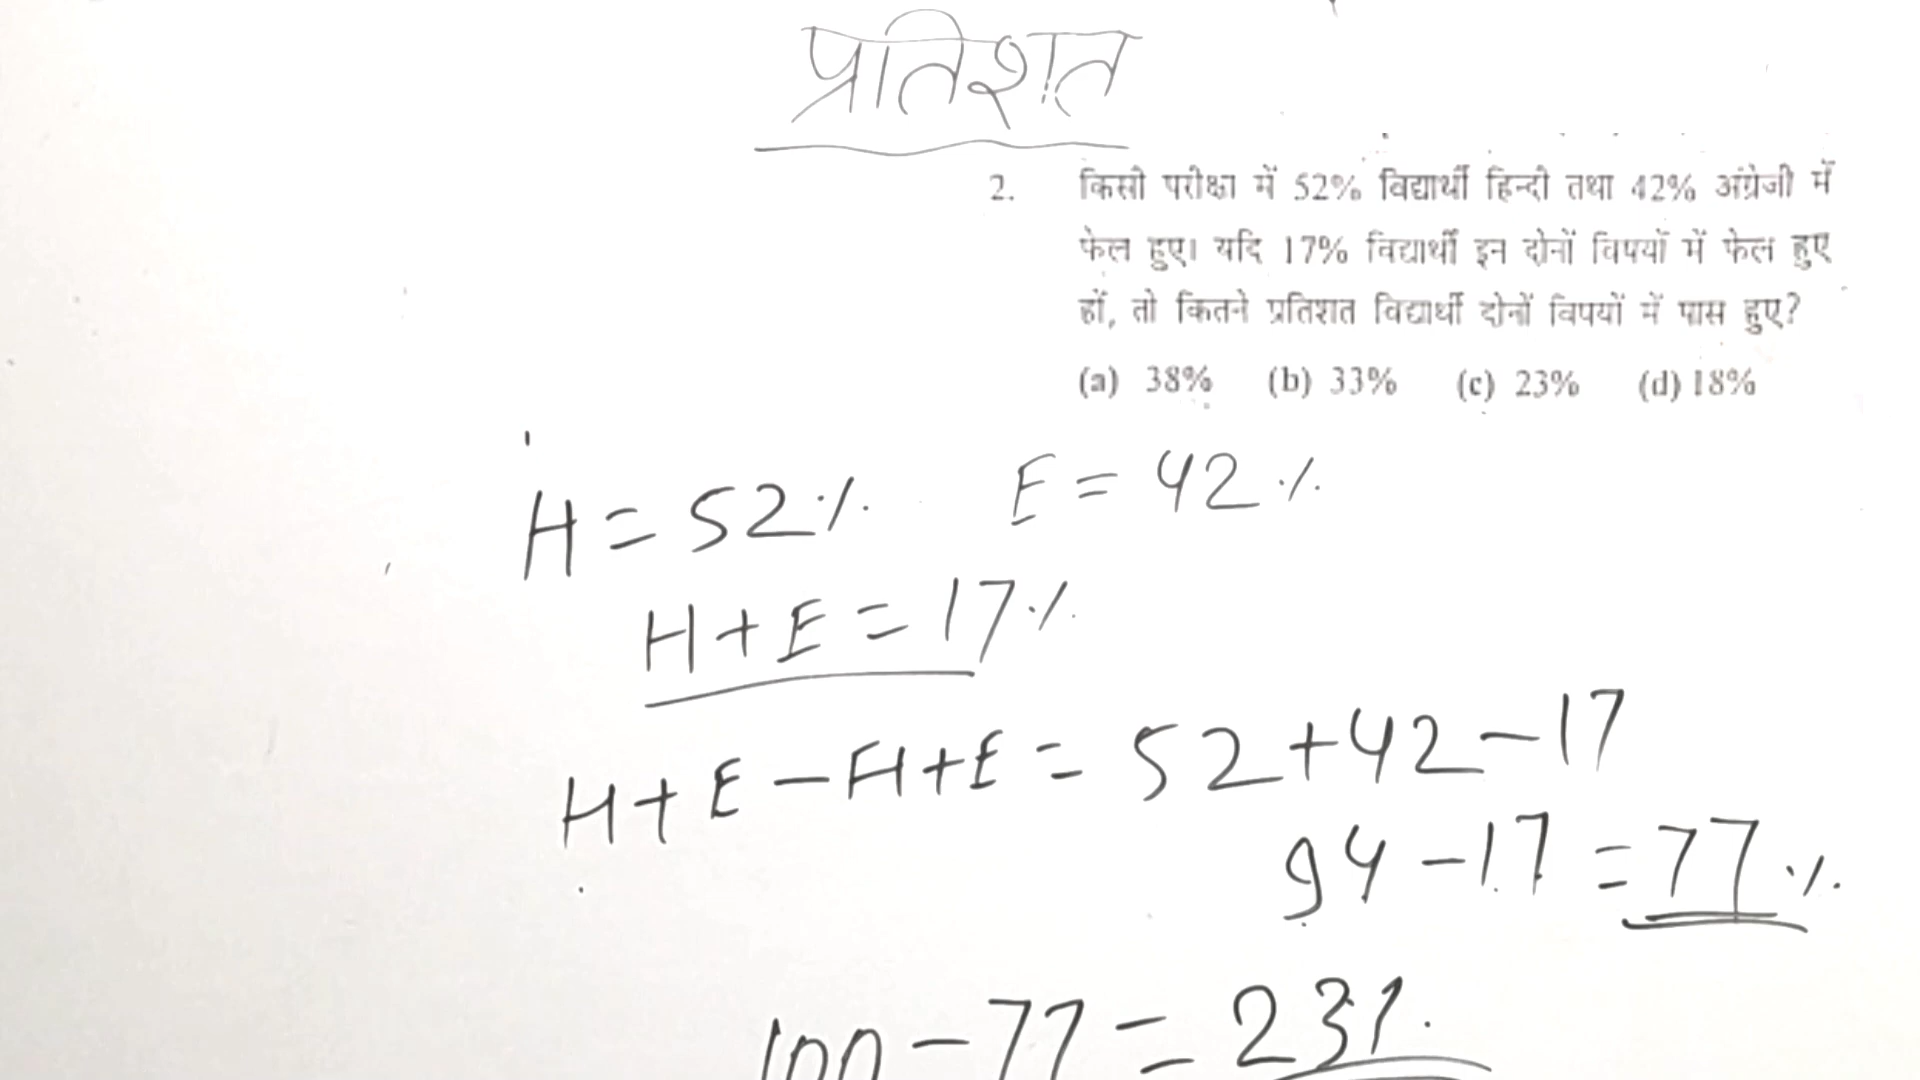 प्रतिशत
2. किसी परीक्षा में 52% विद्यार्थी हिन्दी तथा 42% अंग्रेजी में
फेल हुए। यदि 17% विद्यार्थी इन दोनों विषयों में फेल हुए
हों, तो कितने प्रतिशत विद्यार्थी दोनों विषयों में पास हुए?
(a) 38% (b) 33% (c) 23% (d) 18%
H = 52% E = 42%
H+E = 17%
H+E-H+E = 52+42-17
94-17 = 77%
100-77 = 23%